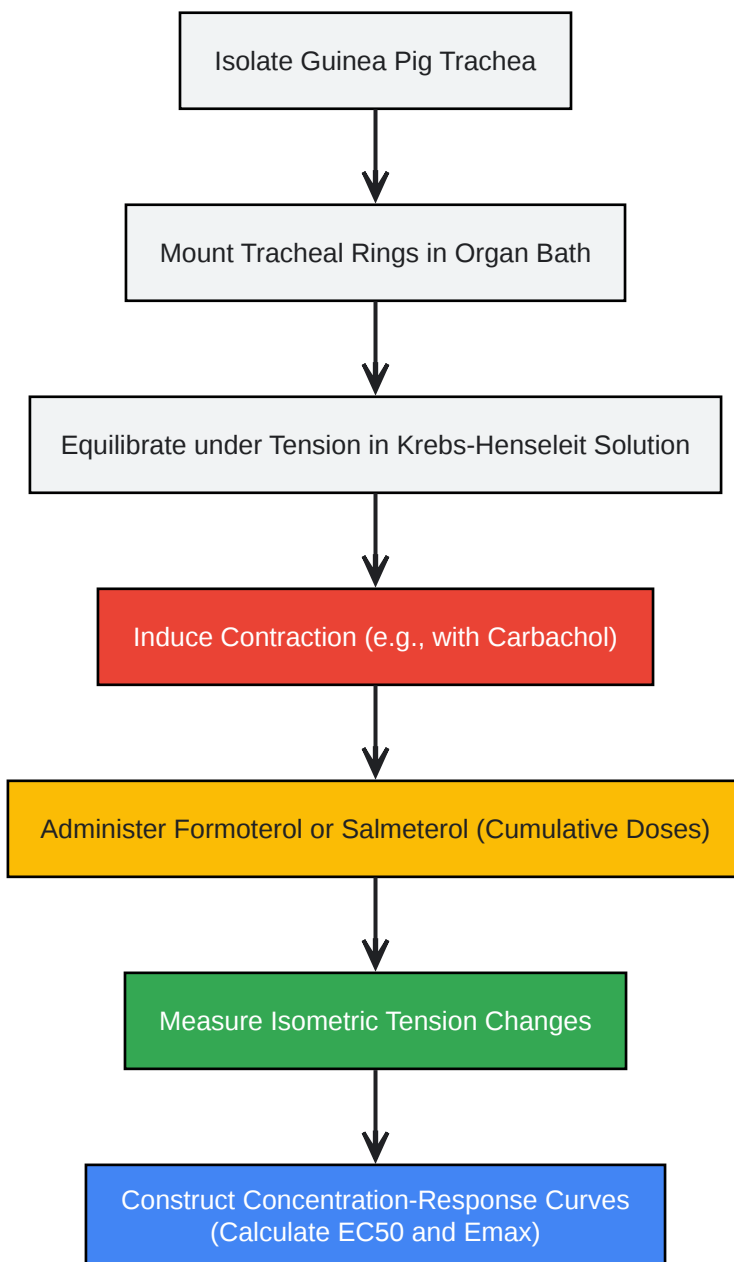 Isolate Guinea Pig Trachea
Mount Tracheal Rings in Organ Bath
Equilibrate under Tension in Krebs-Henseleit Solution
Induce Contraction (e.g., with Carbachol)
Administer Formoterol or Salmeterol (Cumulative Doses)
Measure Isometric Tension Changes
Construct Concentration-Response Curves
(Calculate EC50 and Emax)